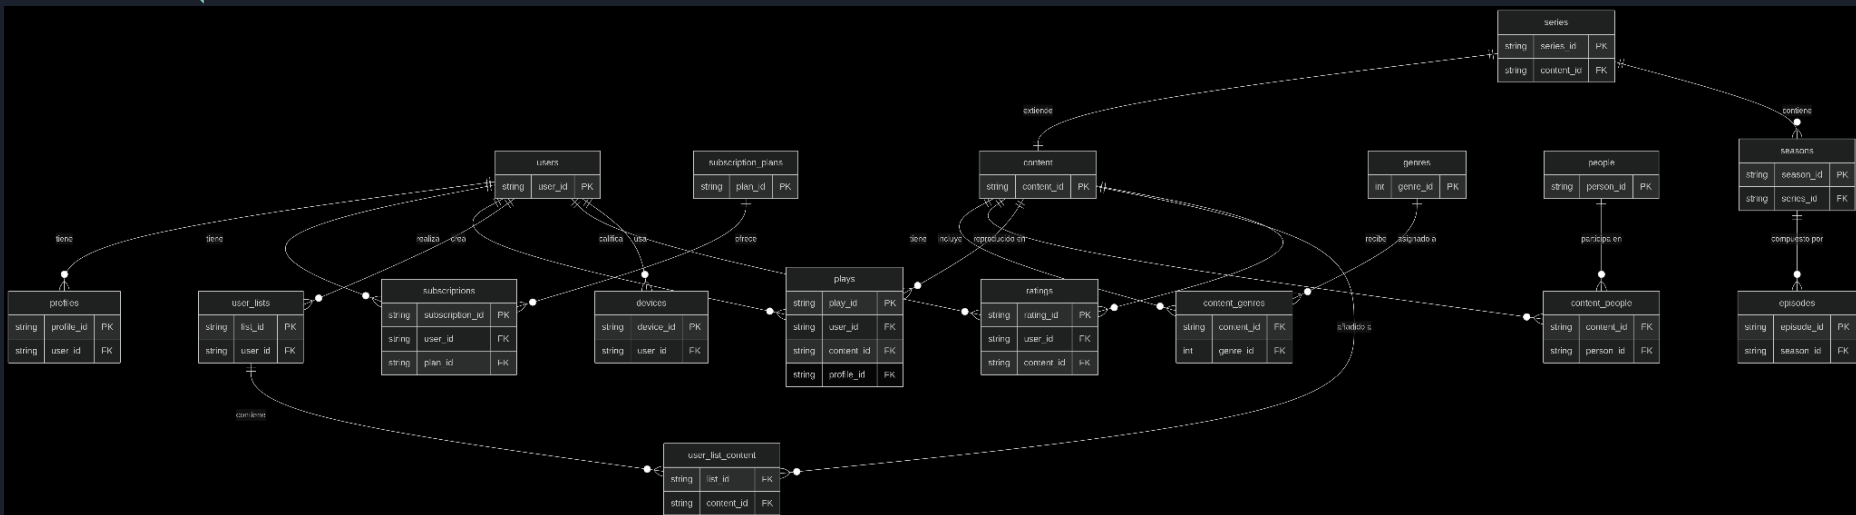 series
string series_id PK
string content_id FK
extiende
contiene
users
string user_id PK
subscription_plans
string plan_id PK
content
string content_id PK
genres
int genre_id PK
people
string person_id PK
seasons
string season_id PK
string series_id FK
tiene
tiene
realiza
crea
califica
usa
ofrece
tiene
incluye
reproducido en
recibe
asignado a
participa en
compuesto por
profiles
string profile_id PK
string user_id FK
user_lists
string list_id PK
string user_id FK
subscriptions
string subscription_id PK
string user_id FK
string plan_id FK
devices
string device_id PK
string user_id FK
plays
string play_id PK
string user_id FK
string content_id FK
string profile_id FK
ratings
string rating_id PK
string user_id FK
string content_id FK
content_genres
string content_id FK
int genre_id FK
añadido a
content_people
string content_id FK
string person_id FK
episodes
string episode_id PK
string season_id FK
contiene
user_list_content
string list_id FK
string content_id FK